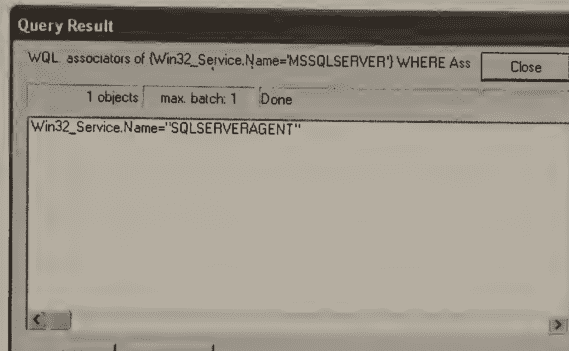 Query Result
WQL associators of {Win32_Service.Name='MSSQLSERVER'} WHERE Ass
Close
1 objects max. batch: 1 Done
Win32_Service.Name="SQLSERVERAGENT"